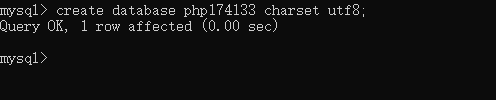 mysql> create database php174133 charset utf8;
Query OK, 1 row affected (0.00 sec)
mysql>